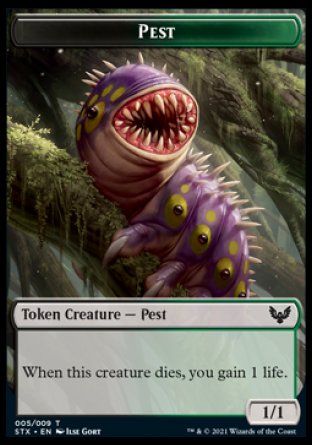 PEST
Token Creature — Pest
When this creature dies, you gain 1 life.
1/1
005/009 T
STX • EN ILSE GORT
™ & © 2021 Wizards of the Coast